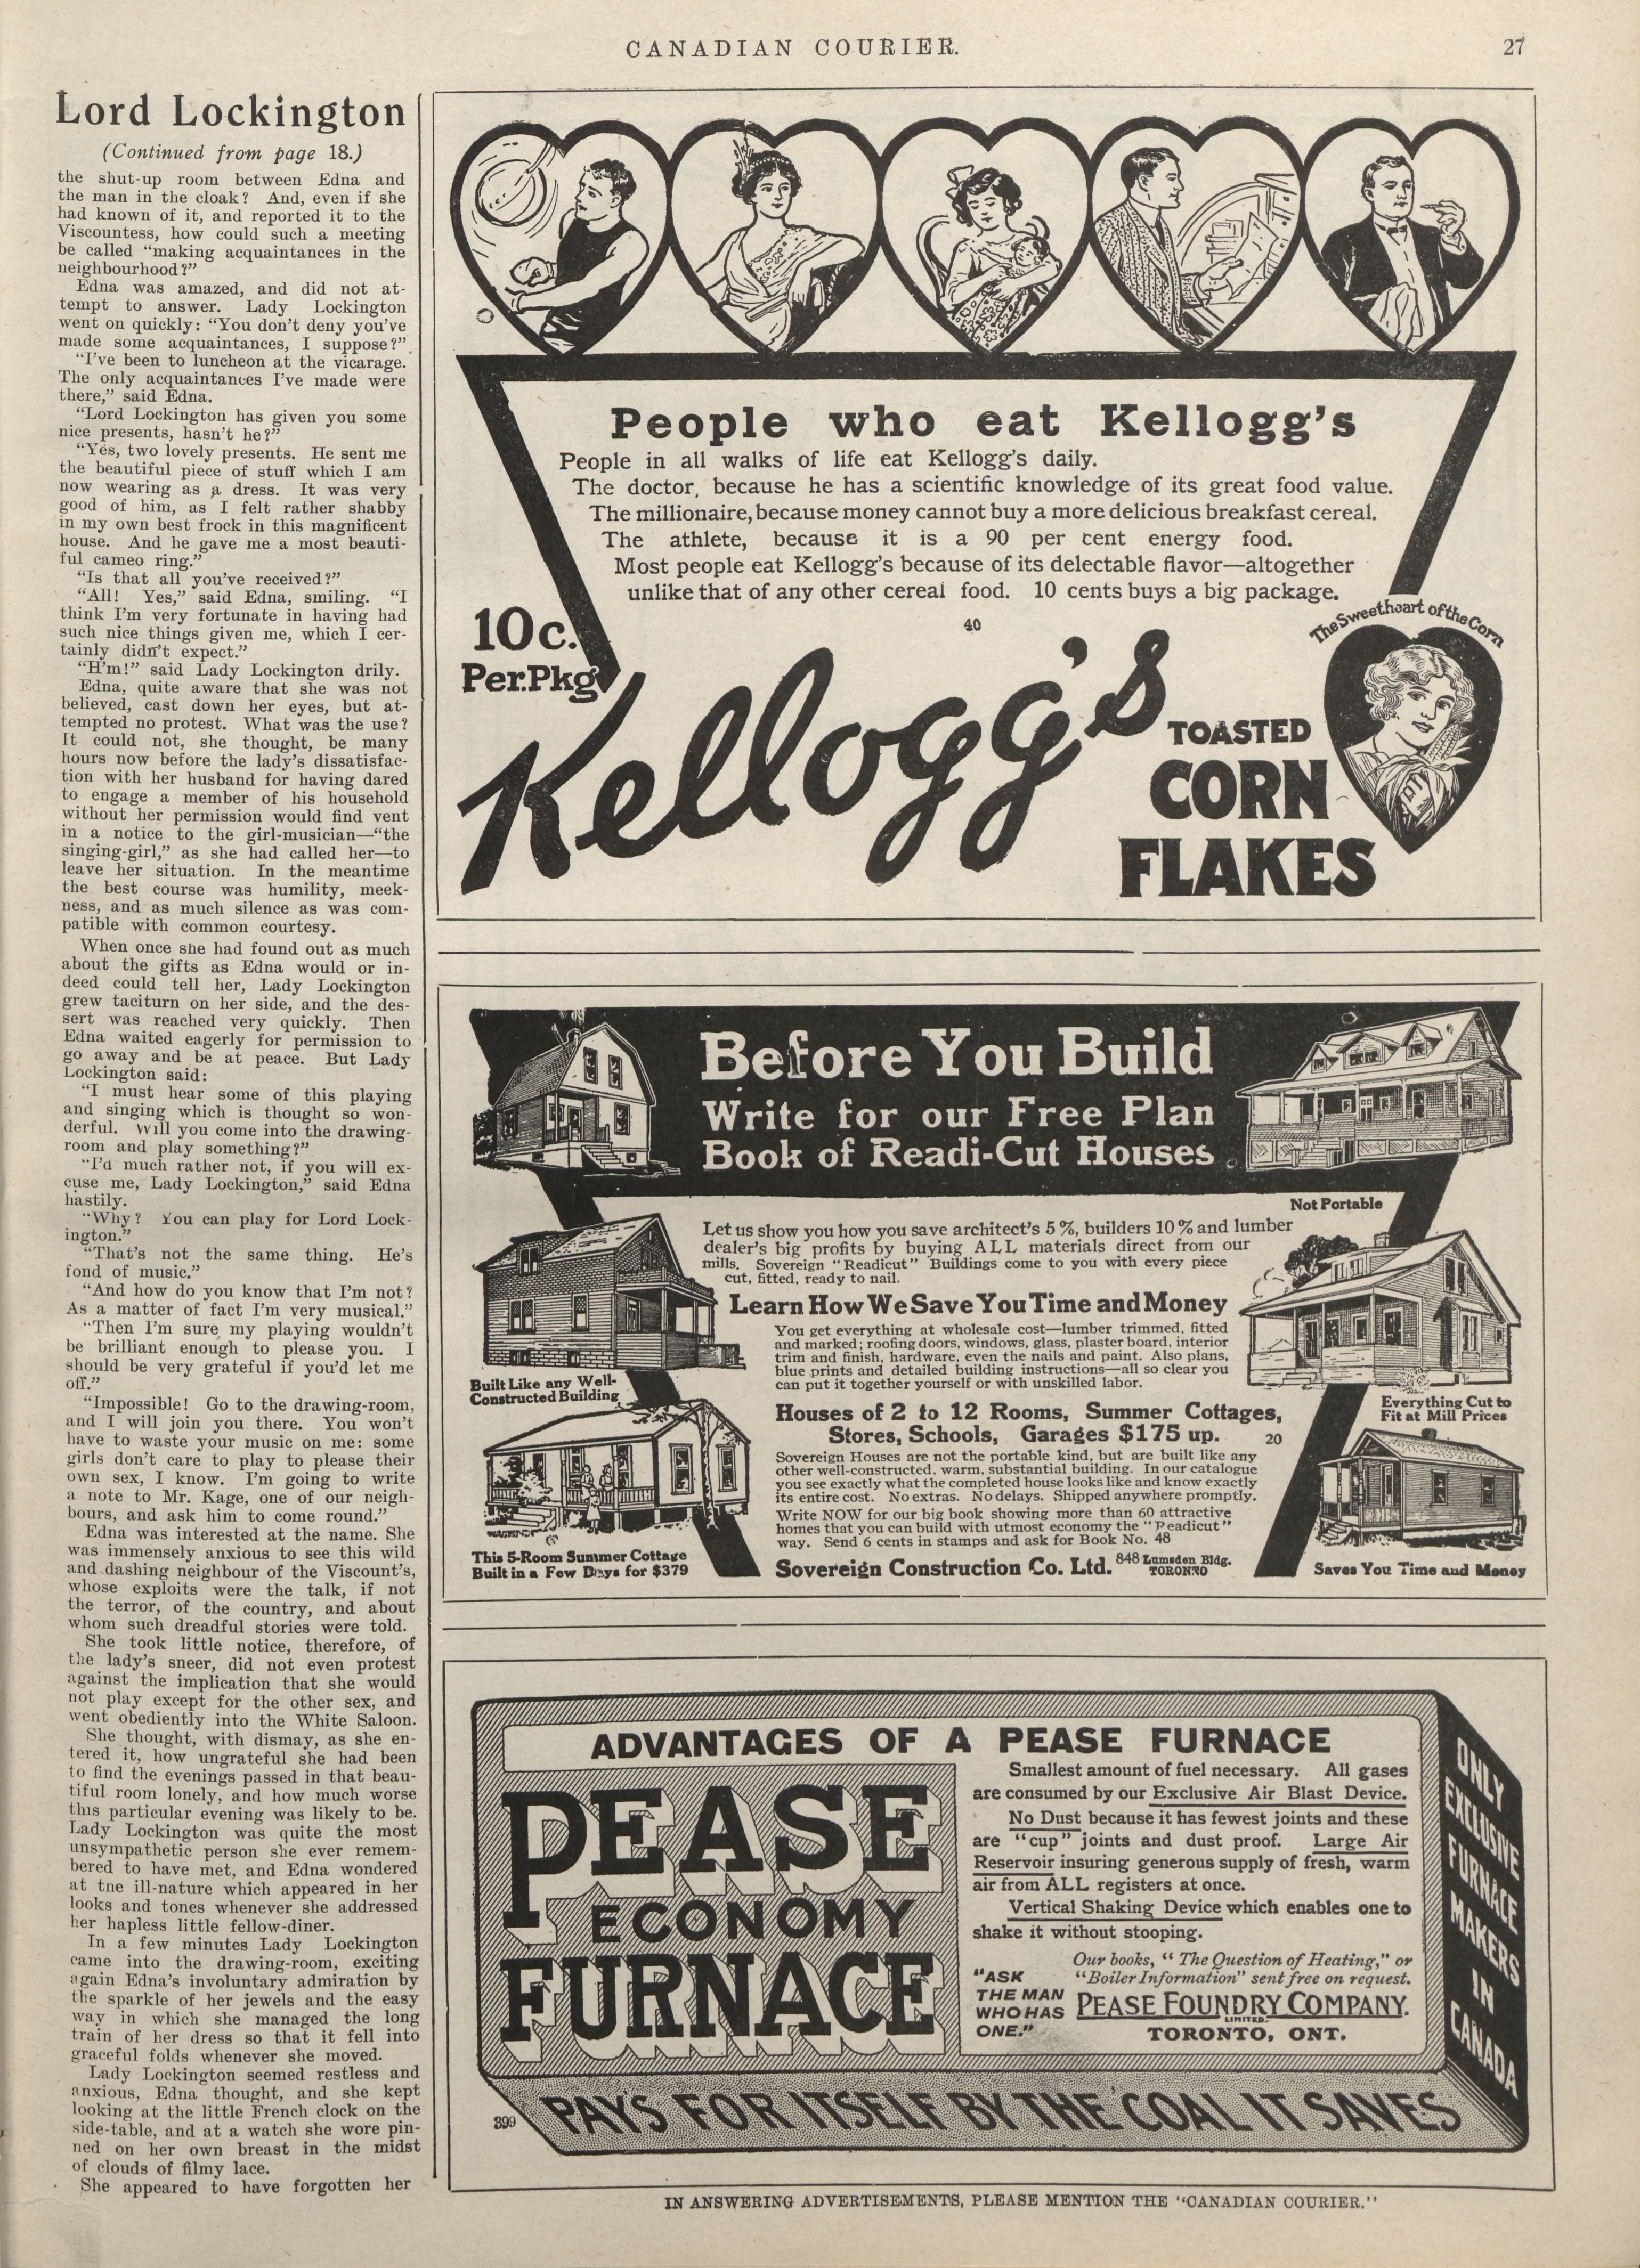 CANADIAN COURIER.
27
Lord Lockington
(Continued from page 18.)
the shut-up room between Edna and
the man in the cloak? And, even if she
had known of it, and reported it to the
Viscountess, how could such a meeting
be called "making acquaintances in the
neighbourhood?"
Edna was amazed, and did not at-
tempt to answer. Lady Lockington
went on quickly: "You don't deny you've
made some acquaintances, I suppose?"
"I've been to luncheon at the vicarage.
The only acquaintances I've made were
there," said Edna.
"Lord Lockington has given you some
nice presents, hasn't he?"
"Yes, two lovely presents. He sent me
the beautiful piece of stuff which I am
now wearing as a dress. It was very
good of him, as I felt rather shabby
in my own best frock in this magnificent
house. And he gave me a most beauti-
ful cameo ring."
"Is that all you've received?"
"All! Yes," said Edna, smiling. "I
think I'm very fortunate in having had
such nice things given me, which I cer-
tainly didn't expect."
"H'm!" said Lady Lockington drily.
Edna, quite aware that she was not
believed, cast down her eyes, but at-
tempted no protest. What was the use?
It could not, she thought, be many
hours now before the lady's dissatisfac-
tion with her husband for having dared
to engage a member of his household
without her permission would find vent
in a notice to the girl-musician—"the
singing-girl," as she had called her—to
leave her situation. In the meantime
the best course was humility, meek-
ness, and as much silence as was com-
patible with common courtesy.
When once she had found out as much
about the gifts as Edna would or in-
deed could tell her, Lady Lockington
grew taciturn on her side, and the des-
sert was reached very quickly. Then
Edna waited eagerly for permission to
go away and be at peace. But Lady
Lockington said:
"I must hear some of this playing
and singing which is thought so won-
derful. Will you come into the drawing-
room and play something?"
"I'd much rather not, if you will ex-
cuse me, Lady Lockington," said Edna
hastily.
"Why? You can play for Lord Lock-
ington."
"That's not the same thing. He's
fond of music."
"And how do you know that I'm not?
As a matter of fact I'm very musical."
"Then I'm sure my playing wouldn't
be brilliant enough to please you. I
should be very grateful if you'd let me
off."
"Impossible! Go to the drawing-room,
and I will join you there. You won't
have to waste your music on me: some
girls don't care to play to please their
own sex, I know. I'm going to write
a note to Mr. Kage, one of our neigh-
bours, and ask him to come round."
Edna was interested at the name. She
was immensely anxious to see this wild
and dashing neighbour of the Viscount's,
whose exploits were the talk, if not
the terror, of the country, and about
whom such dreadful stories were told.
She took little notice, therefore, of
the lady's sneer, did not even protest
against the implication that she would
not play except for the other sex, and
went obediently into the White Saloon.
She thought, with dismay, as she en-
tered it, how ungrateful she had been
to find the evenings passed in that beau-
tiful room lonely, and how much worse
this particular evening was likely to be.
Lady Lockington was quite the most
unsympathetic person she ever remem-
bered to have met, and Edna wondered
at the ill-nature which appeared in her
looks and tones whenever she addressed
her hapless little fellow-diner.
In a few minutes Lady Lockington
came into the drawing-room, exciting
again Edna's involuntary admiration by
the sparkle of her jewels and the easy
way in which she managed the long
train of her dress so that it fell into
graceful folds whenever she moved.
Lady Lockington seemed restless and
anxious, Edna thought, and she kept
looking at the little French clock on the
side-table, and at a watch she wore pin-
ned on her own breast in the midst
of clouds of filmy lace.
She appeared to have forgotten her
People who eat Kellogg's
People in all walks of life eat Kellogg's daily.
The doctor, because he has a scientific knowledge of its great food value.
The millionaire, because money cannot buy a more delicious breakfast cereal.
The athlete, because it is a 90 per cent energy food.
Most people eat Kellogg's because of its delectable flavor—altogether
unlike that of any other cereal food. 10 cents buys a big package.
40
10c.
Per.Pkg
Kellogg's
TOASTED
CORN
FLAKES
The Sweetheart of the Corn
Before You Build
Write for our Free Plan
Book of Readi-Cut Houses.
Not Portable
Let us show you how you save architect's 5%, builders 10% and lumber
dealer's big profits by buying ALL materials direct from our
mills. Sovereign "Readicut" Buildings come to you with every piece
cut, fitted, ready to nail.
Learn How We Save You Time and Money
You get everything at wholesale cost—lumber trimmed, fitted
and marked; roofing doors, windows, glass, plaster board, interior
trim and finish, hardware, even the nails and paint. Also plans,
blue prints and detailed building instructions—all so clear you
can put it together yourself or with unskilled labor.
Built Like any Well-
Constructed Building
Everything Cut to
Fit at Mill Prices
Houses of 2 to 12 Rooms, Summer Cottages,
Stores, Schools, Garages $175 up. 20
Sovereign Houses are not the portable kind, but are built like any
other well-constructed, warm, substantial building. In our catalogue
you see exactly what the completed house looks like and know exactly
its entire cost. No extras. No delays. Shipped anywhere promptly.
Write NOW for our big book showing more than 60 attractive
homes that you can build with utmost economy the "Readicut"
way. Send 6 cents in stamps and ask for Book No. 48
This 5-Room Summer Cottage
Built in a Few Days for $379
Sovereign Construction Co. Ltd. 848 Lumsden Bldg.
TORONTO
Saves You Time and Money
ADVANTAGES OF A PEASE FURNACE
PEASE
ECONOMY
FURNACE
Smallest amount of fuel necessary. All gases
are consumed by our Exclusive Air Blast Device.
No Dust because it has fewest joints and these
are "cup" joints and dust proof. Large Air
Reservoir insuring generous supply of fresh, warm
air from ALL registers at once.
Vertical Shaking Device which enables one to
shake it without stooping.
Our books, "The Question of Heating," or
"Boiler Information" sent free on request.
"ASK
THE MAN
WHO HAS
ONE."
PEASE FOUNDRY COMPANY.
LIMITED.
TORONTO, ONT.
ONLY
EXCLUSIVE
FURNACE
MAKERS
IN
CANADA
399
PAYS FOR ITSELF BY THE COAL IT SAVES
IN ANSWERING ADVERTISEMENTS, PLEASE MENTION THE "CANADIAN COURIER."